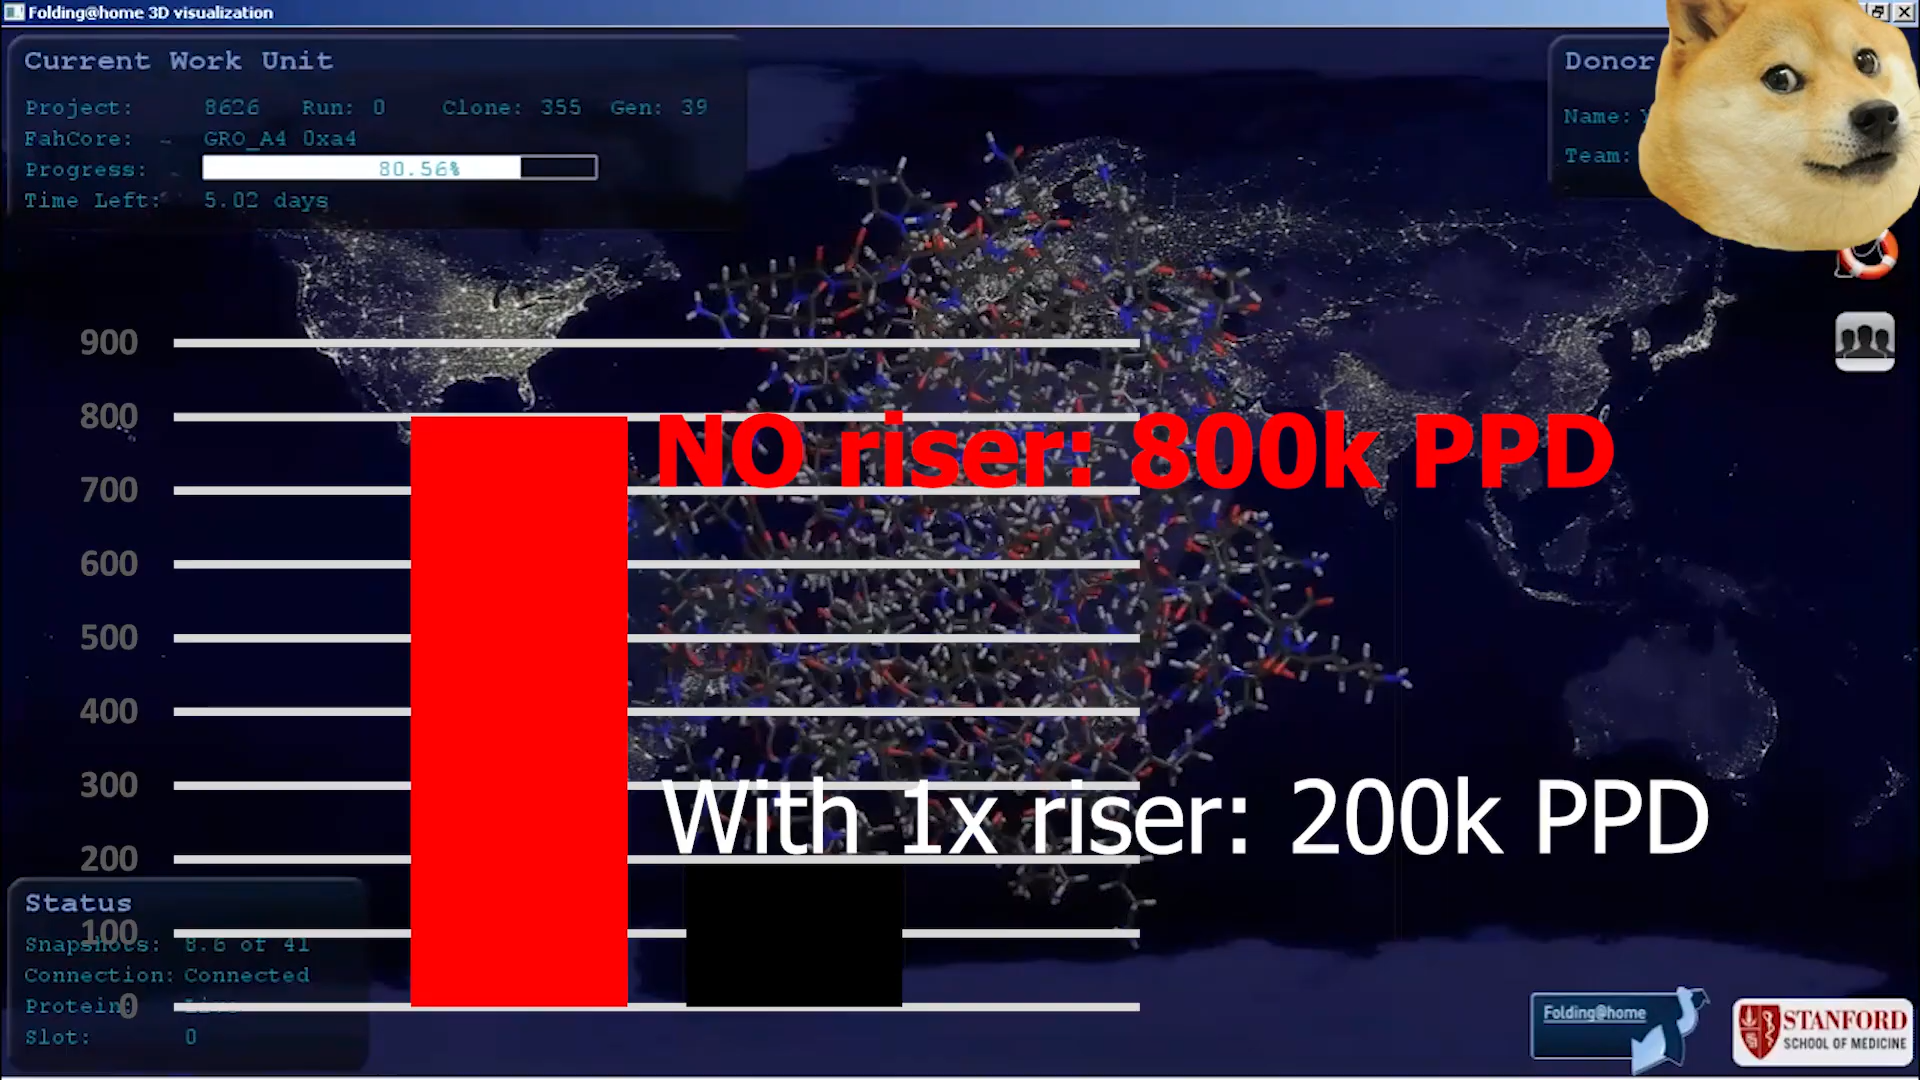 Folding@home 3D visualization
Current Work Unit
Project: 8626 Run: 0 Clone: 355 Gen: 39
FahCore: GRO_A4 0xa4
Progress: 80.56%
Time Left: 5.02 days
Donor
Name:
Team:
900
800
NO riser: 800k PPD
700
600
500
400
300
With 1x riser: 200k PPD
200
Status
100
Snapshots: 8.6 of 41
Connection: Connected
Protein: Live
0
Slot: 0
Folding@home
STANFORD
SCHOOL OF MEDICINE